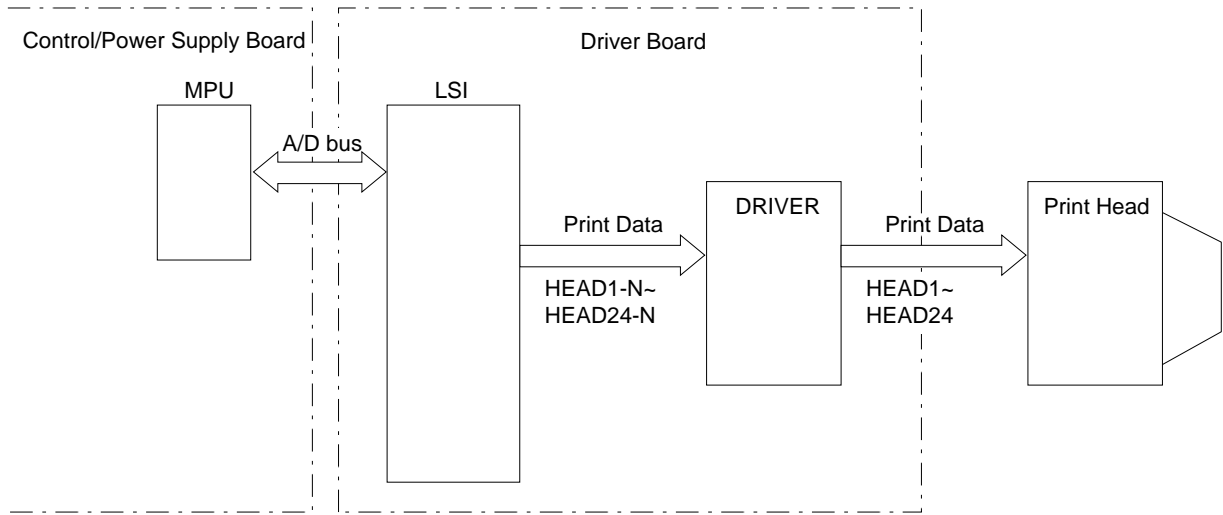 Control/Power Supply Board
Driver Board
MPU
LSI
A/D bus
DRIVER
Print Head
Print Data
Print Data
HEAD1-N~
HEAD24-N
HEAD1~
HEAD24